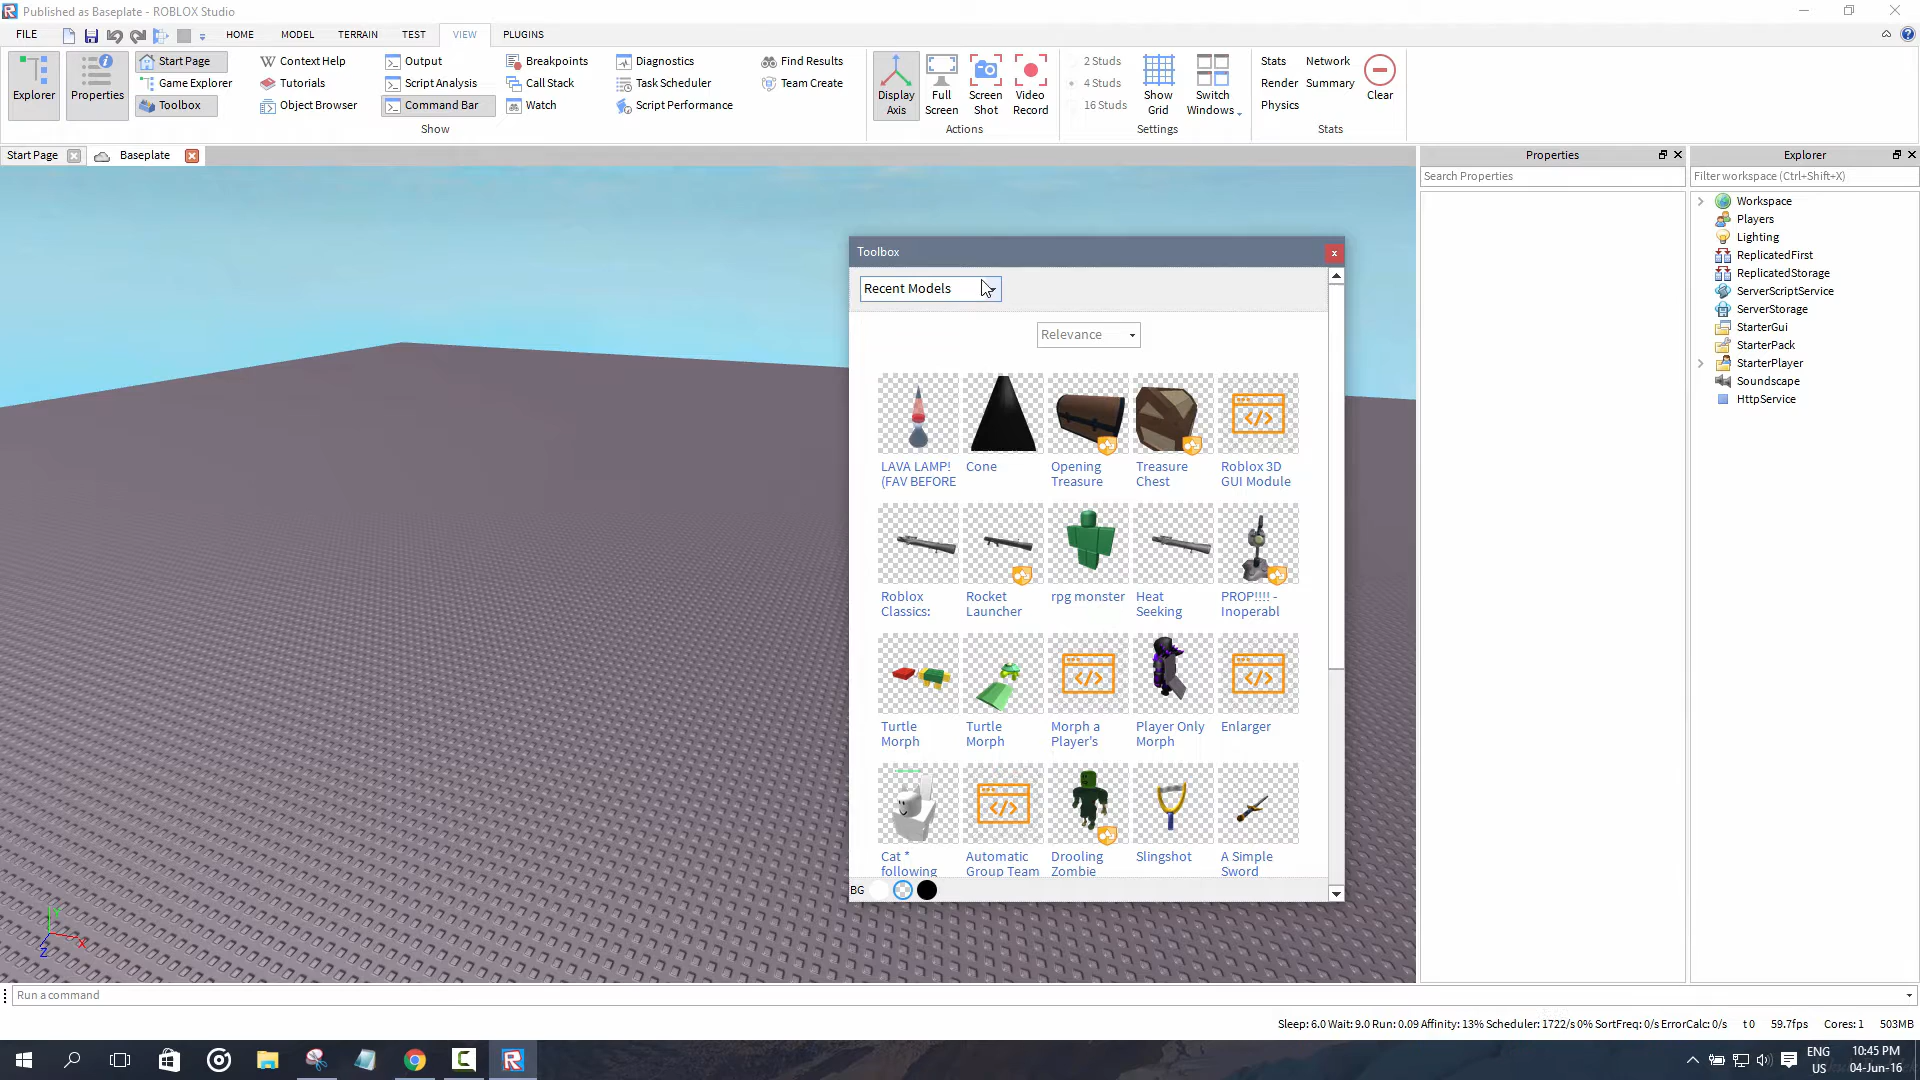 Published as Baseplate - ROBLOX Studio
FILE HOME MODEL TERRAIN TEST VIEW PLUGINS
Explorer
Properties
Start Page
Game Explorer
Toolbox
Context Help
Tutorials
Object Browser
Output
Script Analysis
Command Bar
Breakpoints
Call Stack
Watch
Diagnostics
Task Scheduler
Script Performance
Find Results
Team Create
Show
Display
Axis
Full
Screen
Screen
Shot
Video
Record
Actions
2 Studs
4 Studs
16 Studs
Show
Grid
Switch
Windows
Settings
Stats
Render
Physics
Network
Summary
Clear
Stats
Start Page
Baseplate
Toolbox
Recent Models
Relevance
LAVA LAMP!
(FAV BEFORE
Cone
Opening
Treasure
Treasure
Chest
Roblox 3D
GUI Module
Roblox
Classics:
Rocket
Launcher
rpg monster
Heat
Seeking
PROP!!!! -
Inoperabl
Turtle
Morph
Turtle
Morph
Morph a
Player's
Player Only
Morph
Enlarger
Cat *
following
Automatic
Group Team
Drooling
Zombie
Slingshot
A Simple
Sword
BG
Y
X
Z
Properties
Search Properties
Explorer
Filter workspace (Ctrl+Shift+X)
Workspace
Players
Lighting
ReplicatedFirst
ReplicatedStorage
ServerScriptService
ServerStorage
StarterGui
StarterPack
StarterPlayer
Soundscape
HttpService
Run a command
Sleep: 6.0 Wait: 9.0 Run: 0.09 Affinity: 13% Scheduler: 1722/s 0% SortFreq: 0/s ErrorCalc: 0/s t 0 59.7fps Cores: 1 503MB
ENG
US
10:45 PM
04-Jun-16